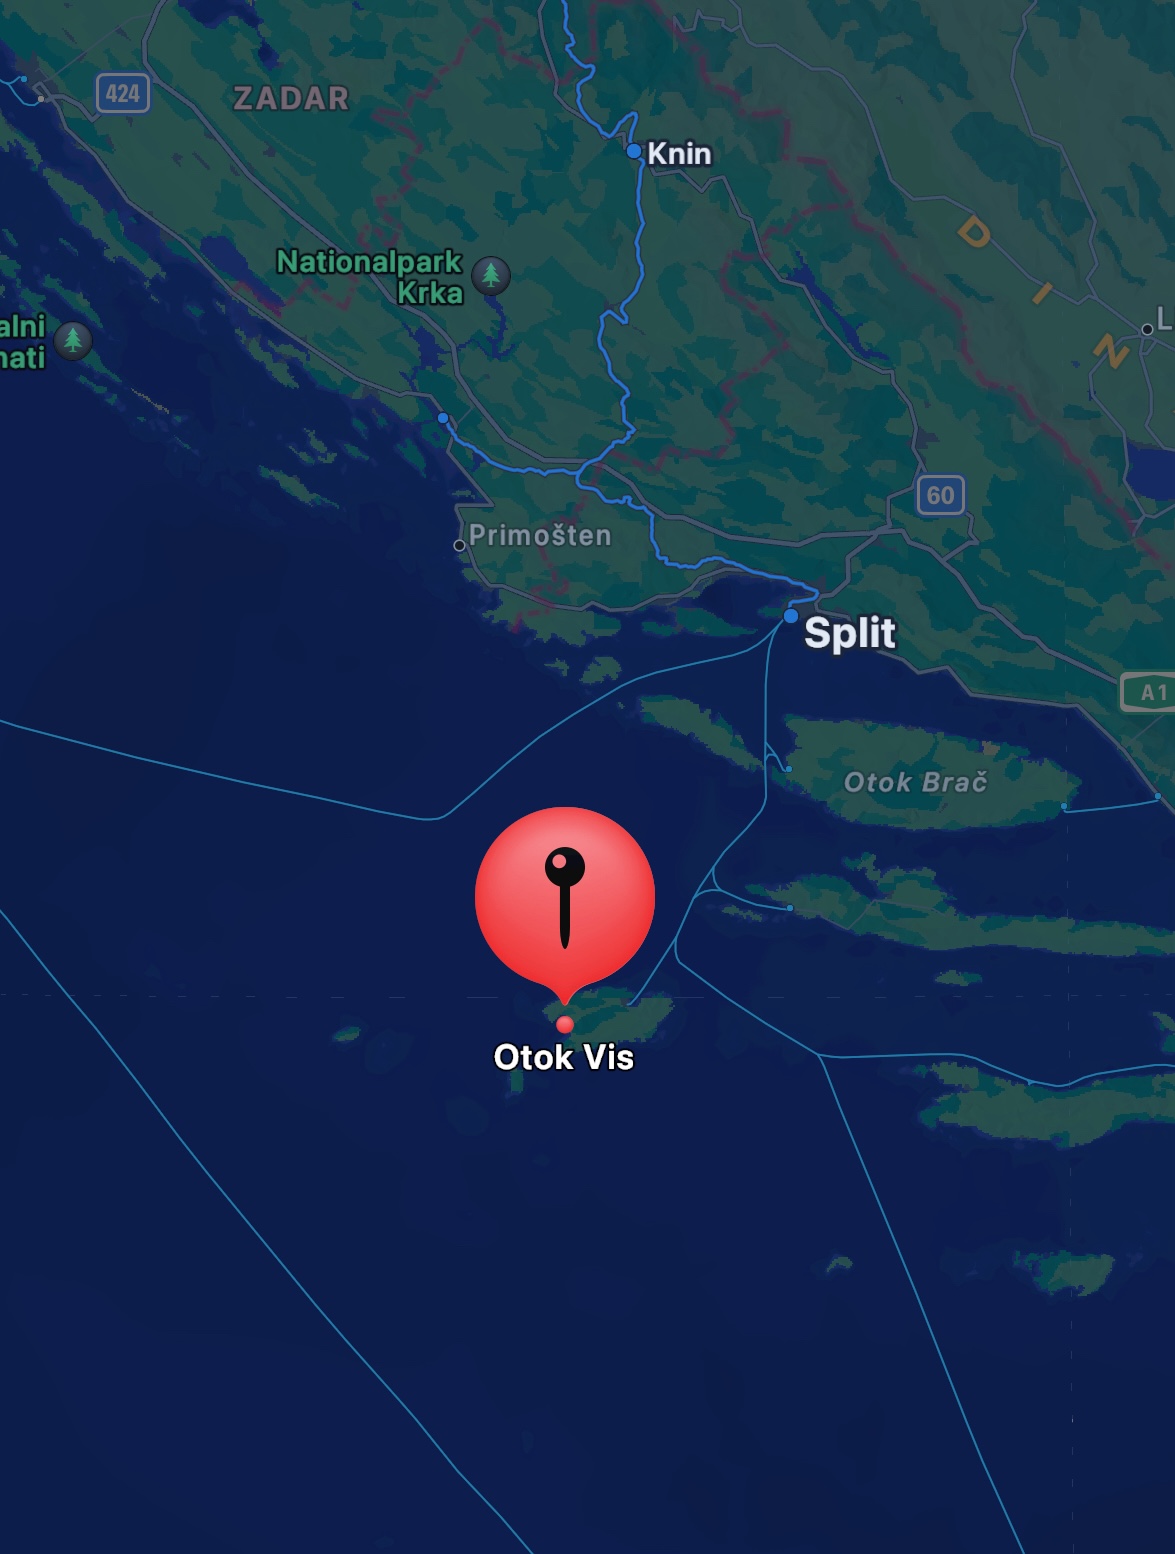 424
ZADAR
Knin
D
I
N
Nationalpark
Krka
alni
nati
L
60
Primošten
Split
A1
Otok Brač
Otok Vis